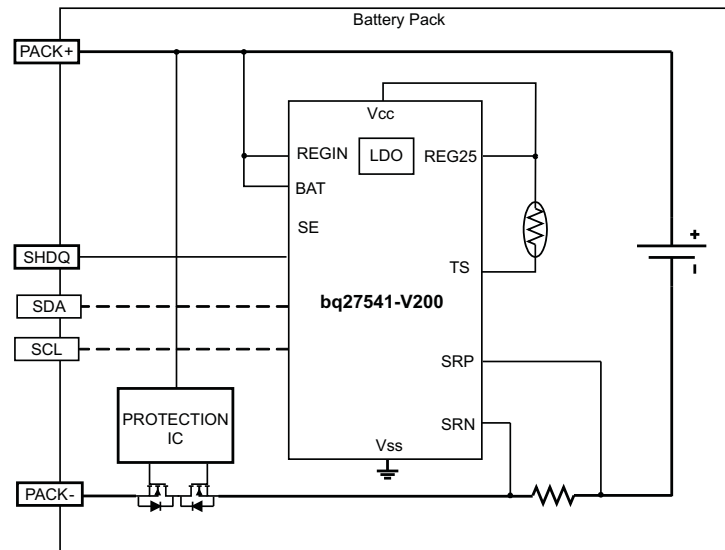 Battery Pack
PACK+
Vcc
REGIN
LDO
REG25
BAT
SE
SHDQ
TS
+
-
SDA
bq27541-V200
SCL
SRP
PROTECTION
IC
SRN
Vss
PACK-